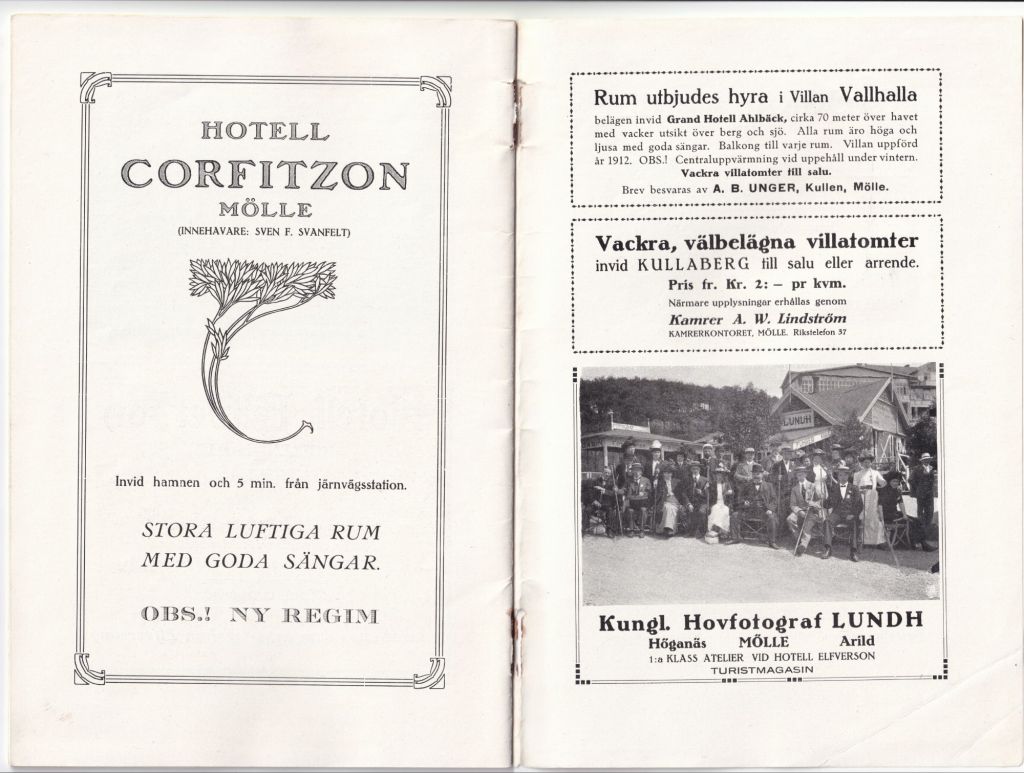 HOTELL
CORFITZON
MÖLLE
(INNEHAVARE: SVEN F. SVANFELT)
Invid hamnen och 5 min. från järnvägsstation.
STORA LUFTIGA RUM
MED GODA SÄNGAR.
OBS.! NY REGIM
Rum utbjudes hyra i Villan Vallhalla
belägen invid Grand Hotell Ahlbäck, cirka 70 meter över havet
med vacker utsikt över berg och sjö. Alla rum äro höga och
ljusa med goda sängar. Balkong till varje rum. Villan uppförd
år 1912. OBS.! Centraluppvärmning vid uppehåll under vintern.
Vackra villatomter till salu.
Brev besvaras av A. B. UNGER, Kullen, Mölle.
Vackra, välbelägna villatomter
invid KULLABERG till salu eller arrende.
Pris fr. Kr. 2: — pr kvm.
Närmare upplysningar erhållas genom
Kamrer A. W. Lindström
KAMRERKONTORET, MÖLLE. Rikstelefon 37
LUNDH
Kungl. Hovfotograf LUNDH
Höganäs MÖLLE Arild
1:a KLASS ATELIER VID HOTELL ELFVERSON
TURISTMAGASIN